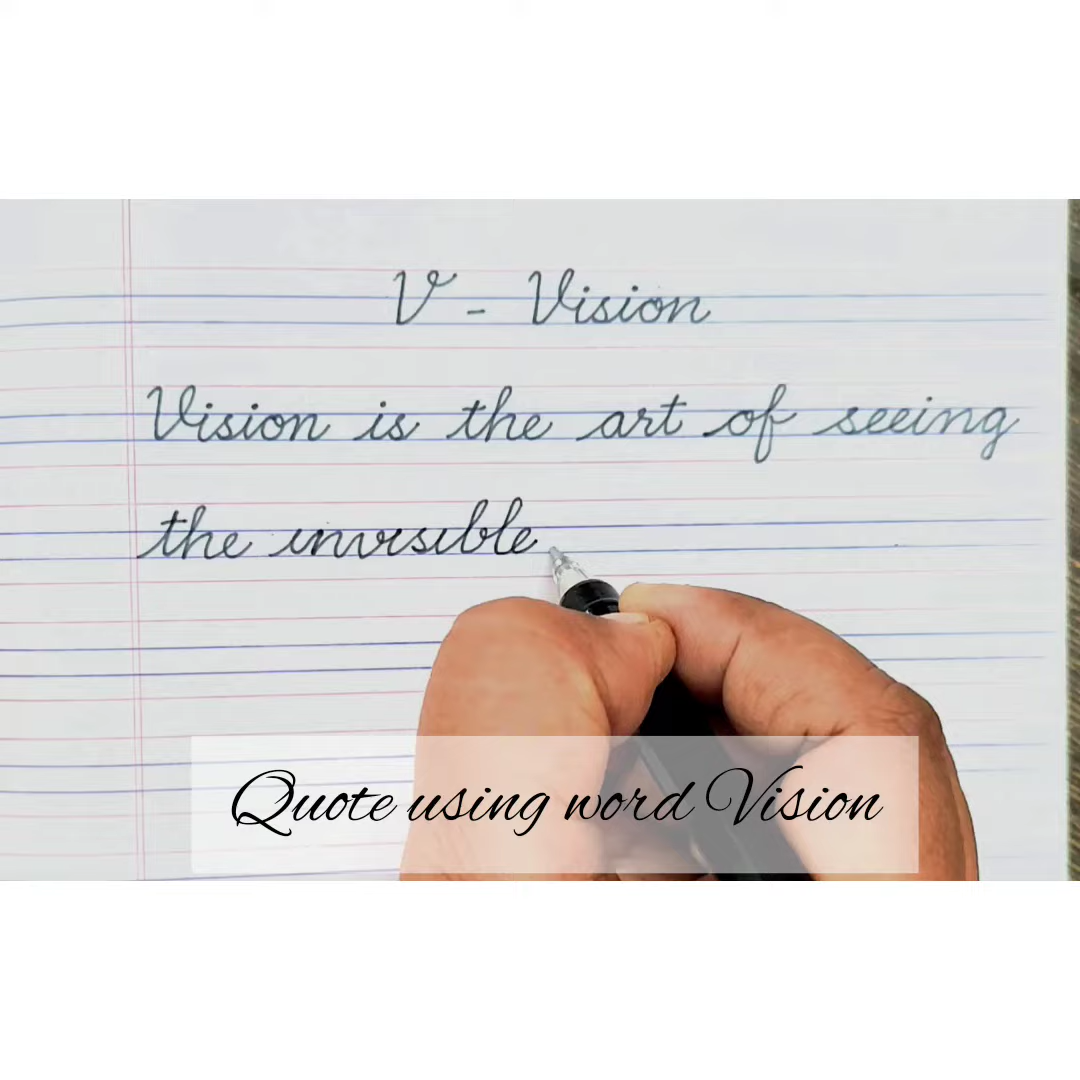 V - Vision
Vision is the art of seeing
the invisible
Quote using word Vision